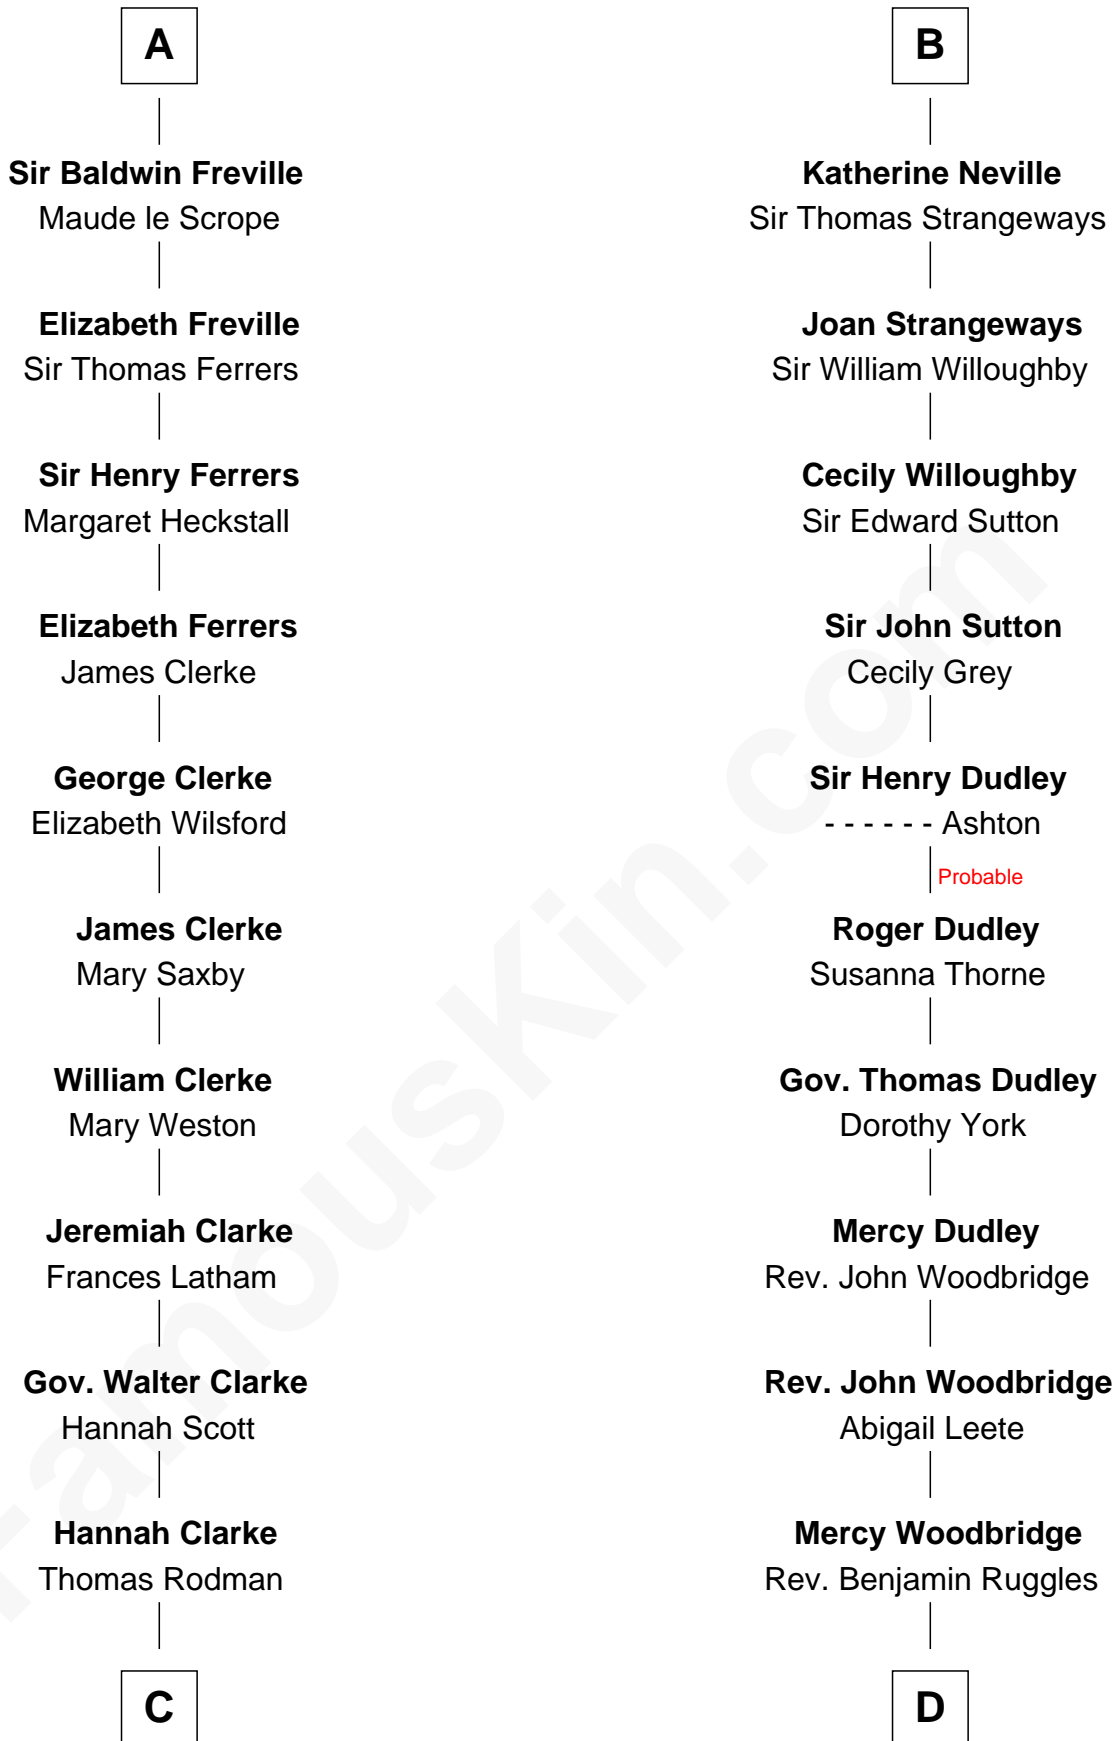 A
Sir Baldwin Freville
Maude le Scrope
Elizabeth Freville
Sir Thomas Ferrers
Sir Henry Ferrers
Margaret Heckstall
Elizabeth Ferrers
James Clerke
George Clerke
Elizabeth Wilsford
James Clerke
Mary Saxby
William Clerke
Mary Weston
Jeremiah Clarke
Frances Latham
Gov. Walter Clarke
Hannah Scott
Hannah Clarke
Thomas Rodman
C
B
Katherine Neville
Sir Thomas Strangeways
Joan Strangeways
Sir William Willoughby
Cecily Willoughby
Sir Edward Sutton
Sir John Sutton
Cecily Grey
Sir Henry Dudley
- - - - - - Ashton
Probable
Roger Dudley
Susanna Thorne
Gov. Thomas Dudley
Dorothy York
Mercy Dudley
Rev. John Woodbridge
Rev. John Woodbridge
Abigail Leete
Mercy Woodbridge
Rev. Benjamin Ruggles
D
FamousKin.com